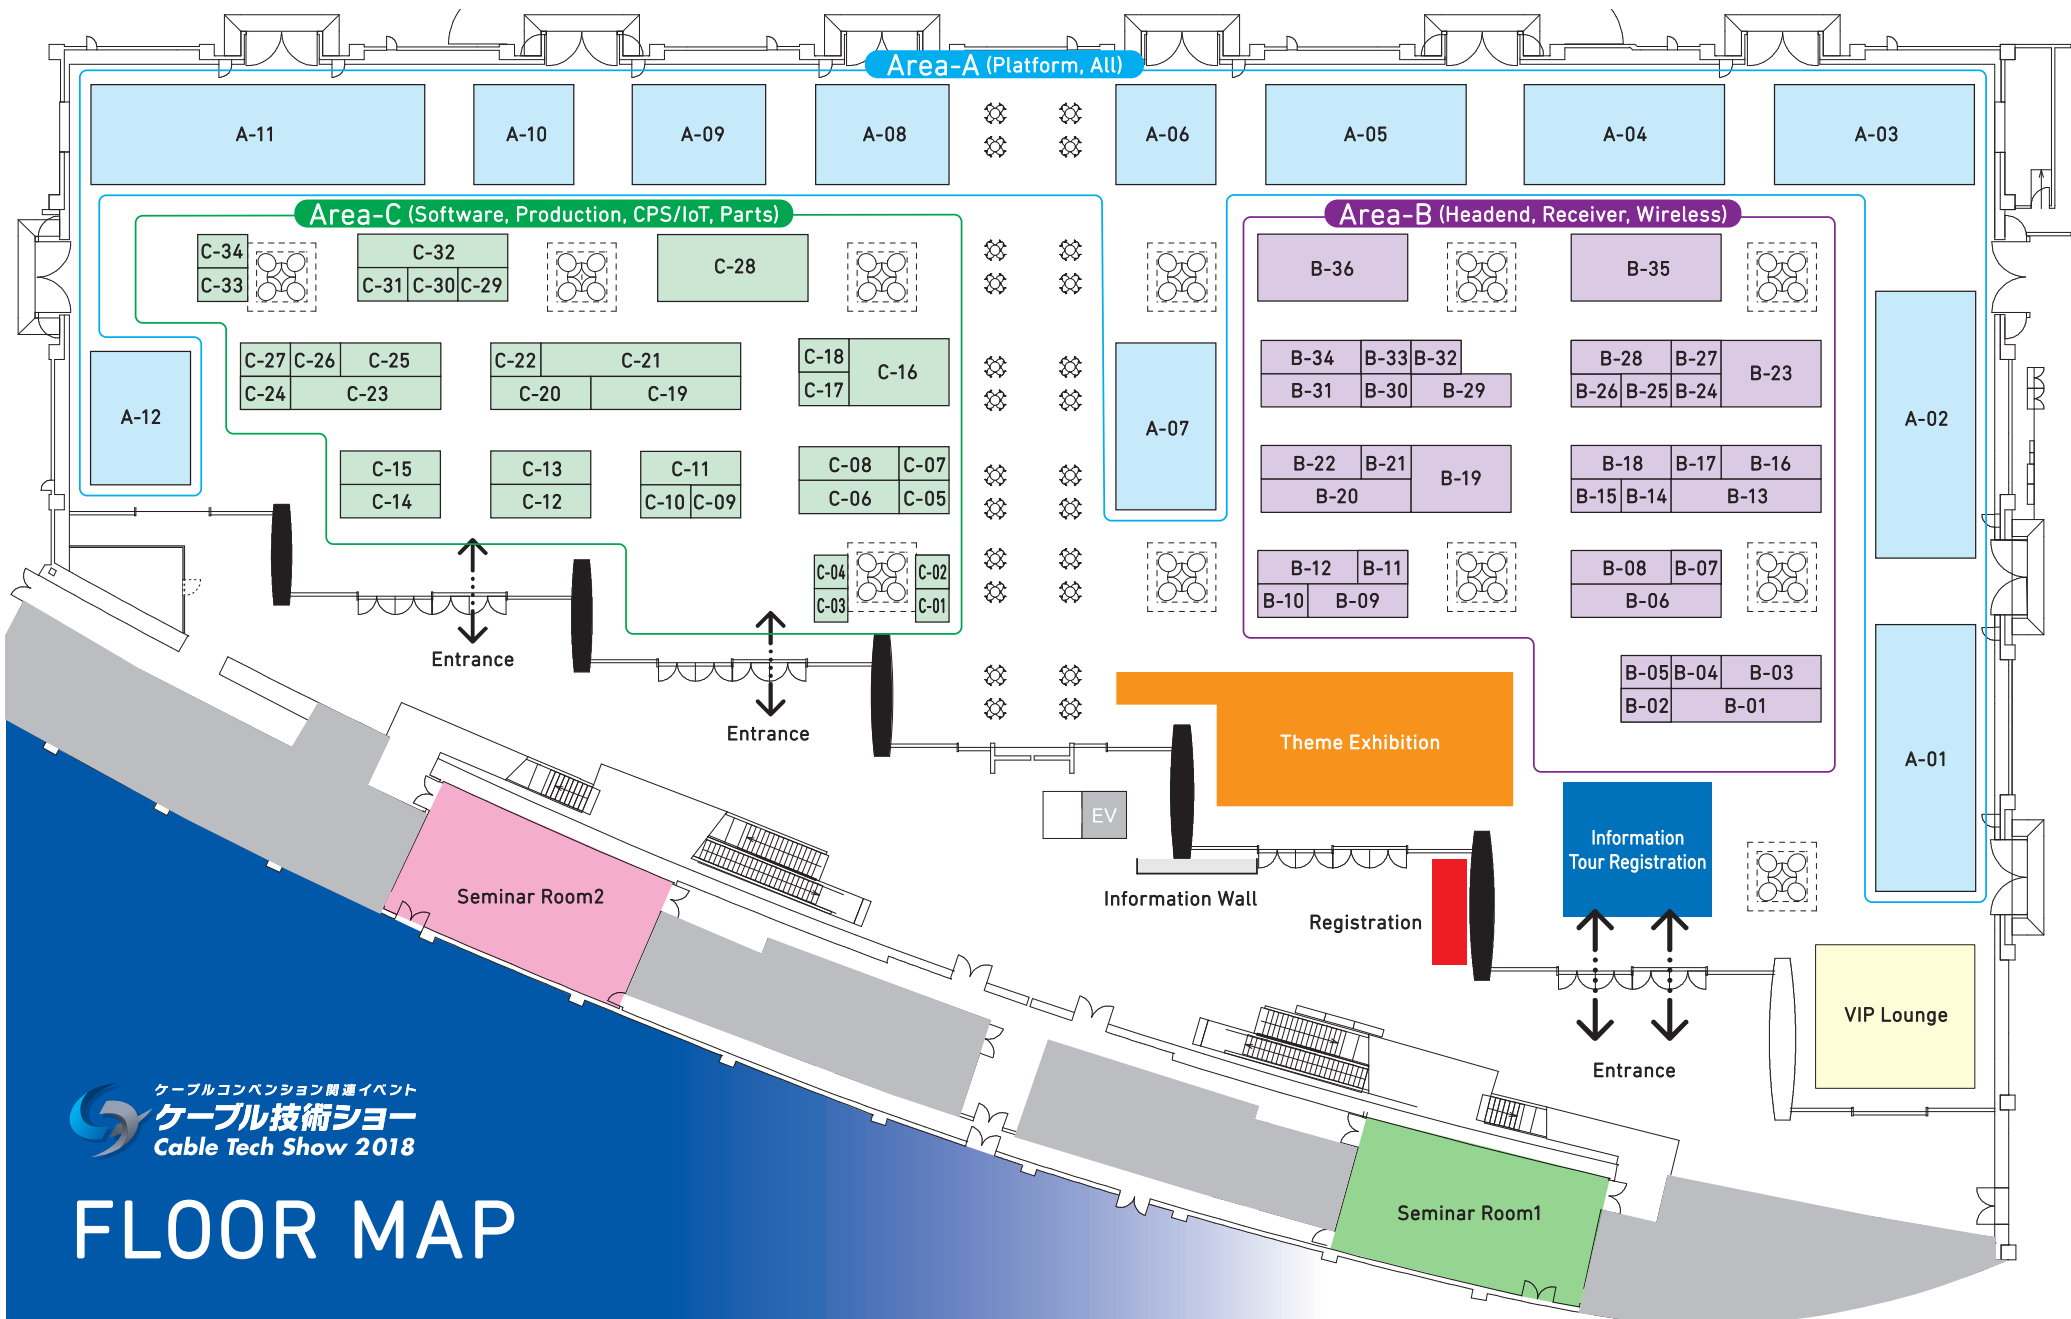 Area-A (Platform, All)
A-11
A-10
A-09
A-08
A-06
A-05
A-04
A-03
Area-C (Software, Production, CPS/IoT, Parts)
Area-B (Headend, Receiver, Wireless)
C-34
C-33
C-32
C-31
C-30
C-29
C-28
B-36
B-35
C-27
C-26
C-25
C-24
C-23
C-22
C-21
C-20
C-19
C-18
C-17
C-16
A-12
A-07
B-34
B-33
B-32
B-31
B-30
B-29
B-28
B-27
B-26
B-25
B-24
B-23
A-02
C-15
C-14
C-13
C-12
C-11
C-10
C-09
C-08
C-07
C-06
C-05
B-22
B-21
B-20
B-19
B-18
B-17
B-16
B-15
B-14
B-13
C-04
C-03
C-02
C-01
B-12
B-11
B-10
B-09
B-08
B-07
B-06
Entrance
Entrance
B-05
B-04
B-03
B-02
B-01
Theme Exhibition
A-01
EV
Information
Tour Registration
Information Wall
Registration
Seminar Room2
VIP Lounge
Entrance
Seminar Room1
ケーブルコンベンション関連イベント
ケーブル技術ショー
Cable Tech Show 2018
FLOOR MAP